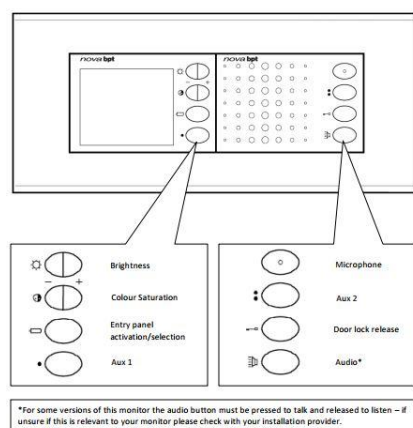 nova bpt
nova bpt
− +
Brightness
− +
Colour Saturation
Entry panel
activation/selection
Aux 1
Microphone
Aux 2
Door lock release
Audio*
*For some versions of this monitor the audio button must be pressed to talk and released to listen – if
unsure if this is relevant to your monitor please check with your installation provider.